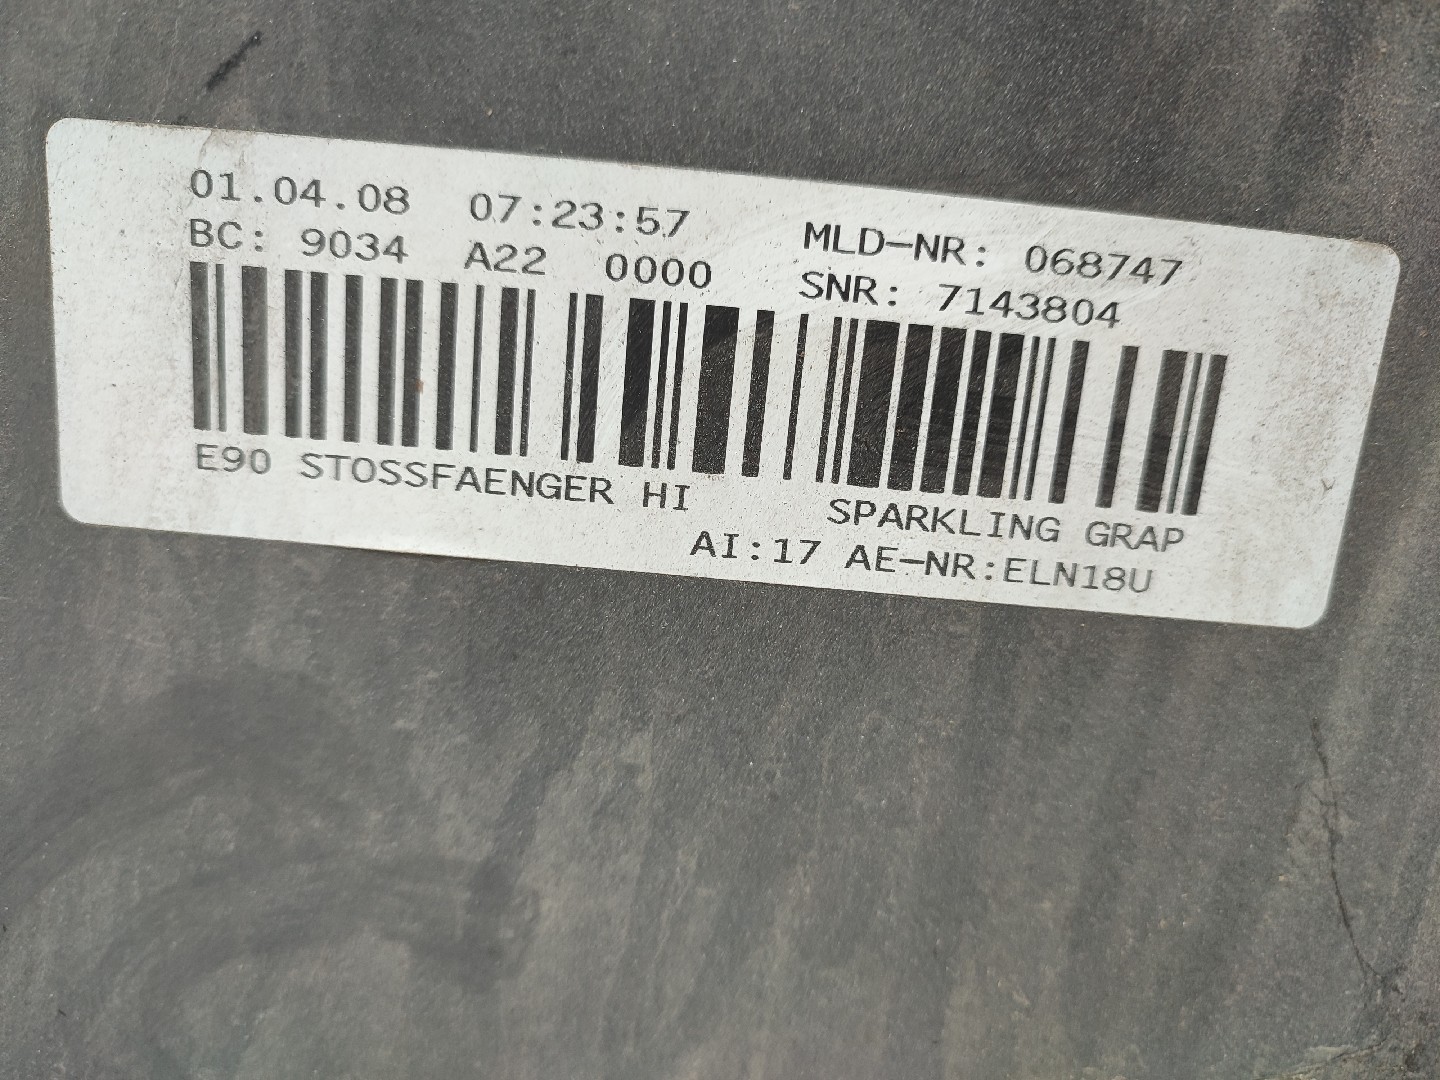 01.04.08 07:23:57 MLD-NR: 068747
BC: 9034 A22 0000 SNR: 7143804
E90 STOSSFAENGER HI SPARKLING GRAP
AI:17 AE-NR:ELN18U